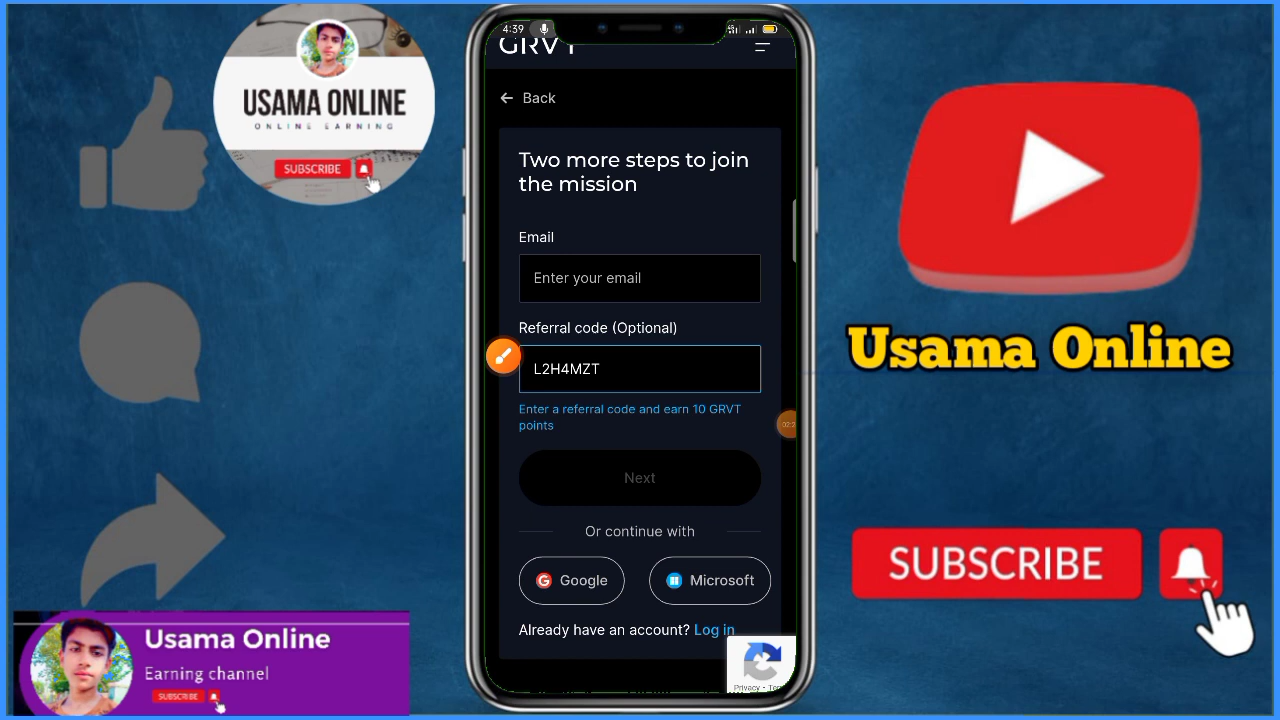 USAMA ONLINE
ONLINE EARNING
SUBSCRIBE
4:39
GRVT
Back
Two more steps to join
the mission
Email
Enter your email
Referral code (Optional)
L2H4MZT
Enter a referral code and earn 10 GRVT
points
Next
Or continue with
Google
Microsoft
Already have an account? Log in
Privacy •
Usama Online
SUBSCRIBE
Usama Online
Earning channel
SUBSCRIBE